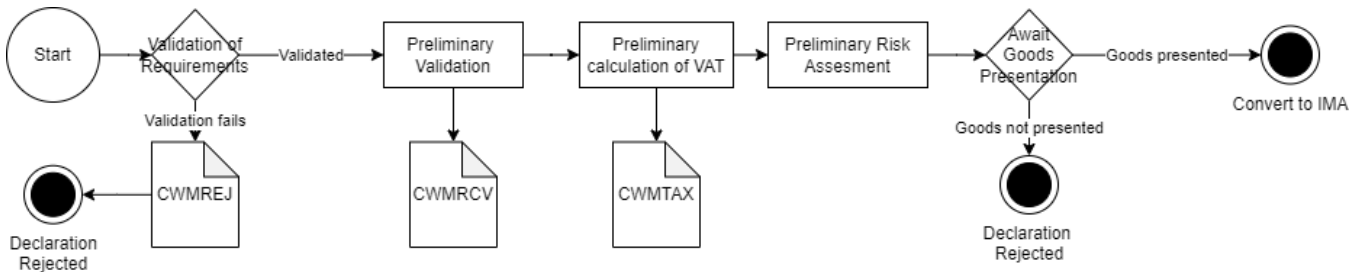 Start
Validation of
Requirements
Validated
Preliminary
Validation
Preliminary
calculation of VAT
Preliminary Risk
Assesment
Await
Goods
Presentation
Goods presented
Convert to IMA
Validation fails
Goods not presented
CWMREJ
CWMRCV
CWMTAX
Declaration
Rejected
Declaration
Rejected